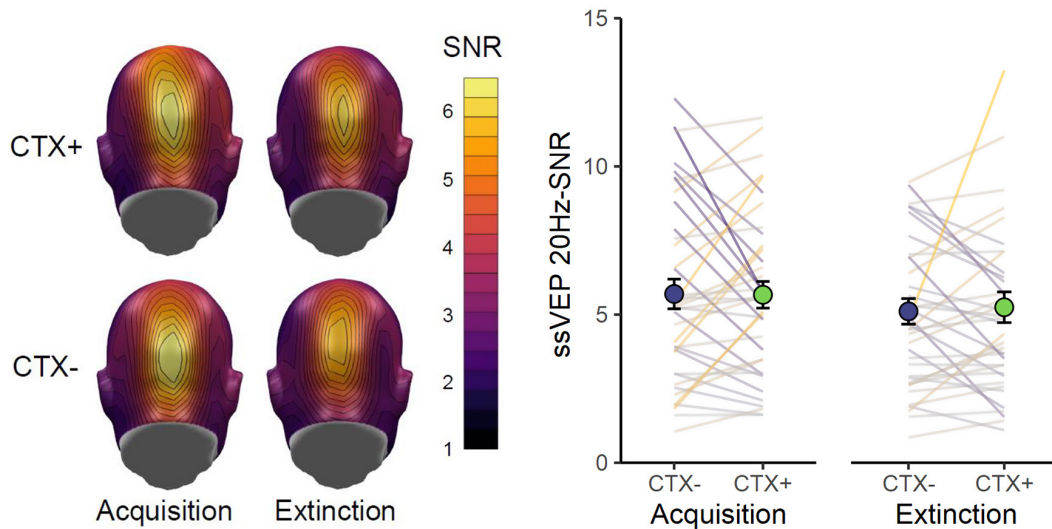 SNR
6
5
4
3
2
1
CTX+
CTX-
Acquisition Extinction
ssVEP 20Hz-SNR
15
10
5
0
CTX- CTX+ CTX- CTX+
Acquisition Extinction